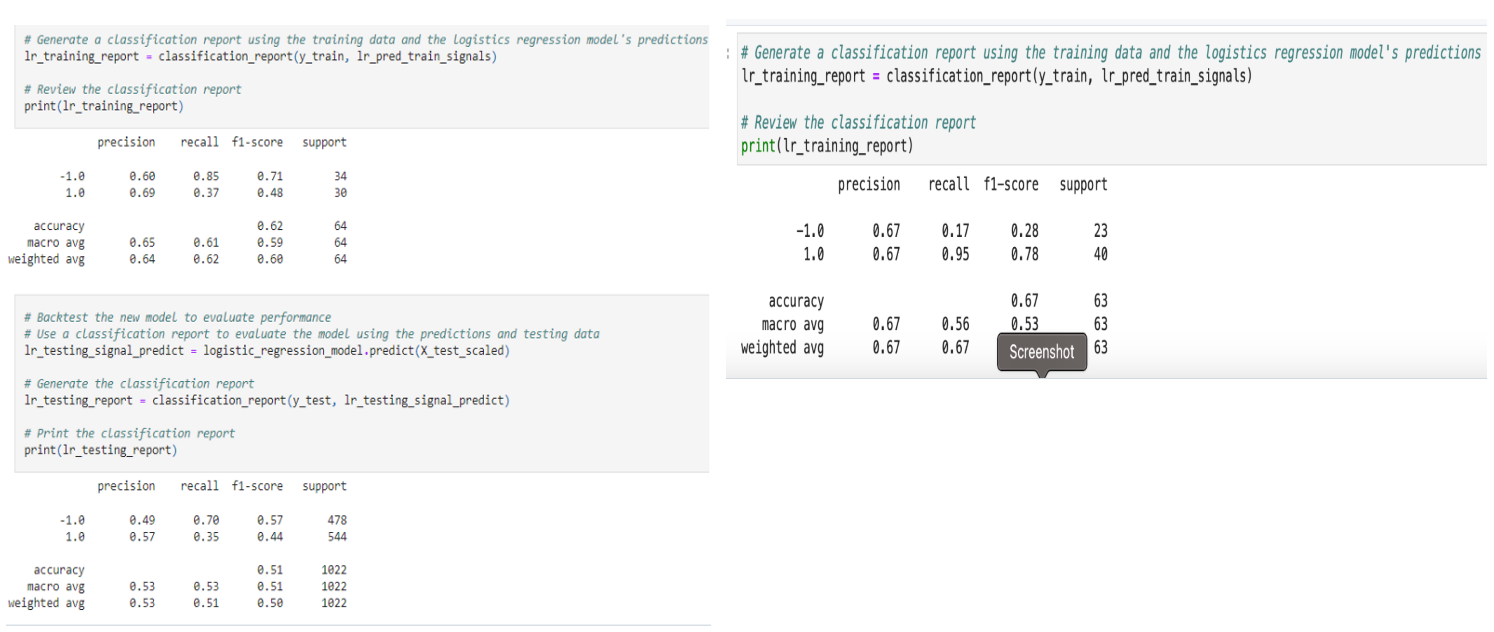 # Generate a classification report using the training data and the logistics regression model's predictions
lr_training_report = classification_report(y_train, lr_pred_train_signals)
# Review the classification report
print(lr_training_report)
precision recall f1-score support
-1.0 0.60 0.85 0.71 34
1.0 0.69 0.37 0.48 30
accuracy 0.62 64
macro avg 0.65 0.61 0.59 64
weighted avg 0.64 0.62 0.60 64
# Backtest the new model to evaluate performance
# Use a classification report to evaluate the model using the predictions and testing data
lr_testing_signal_predict = logistic_regression_model.predict(X_test_scaled)
# Generate the classification report
lr_testing_report = classification_report(y_test, lr_testing_signal_predict)
# Print the classification report
print(lr_testing_report)
precision recall f1-score support
-1.0 0.49 0.70 0.57 478
1.0 0.57 0.35 0.44 544
accuracy 0.51 1022
macro avg 0.53 0.53 0.51 1022
weighted avg 0.53 0.51 0.50 1022
# Generate a classification report using the training data and the logistics regression model's predictions
lr_training_report = classification_report(y_train, lr_pred_train_signals)
# Review the classification report
print(lr_training_report)
precision recall f1-score support
-1.0 0.67 0.17 0.28 23
1.0 0.67 0.95 0.78 40
accuracy 0.67 63
macro avg 0.67 0.56 0.53 63
weighted avg 0.67 0.67 63
Screenshot